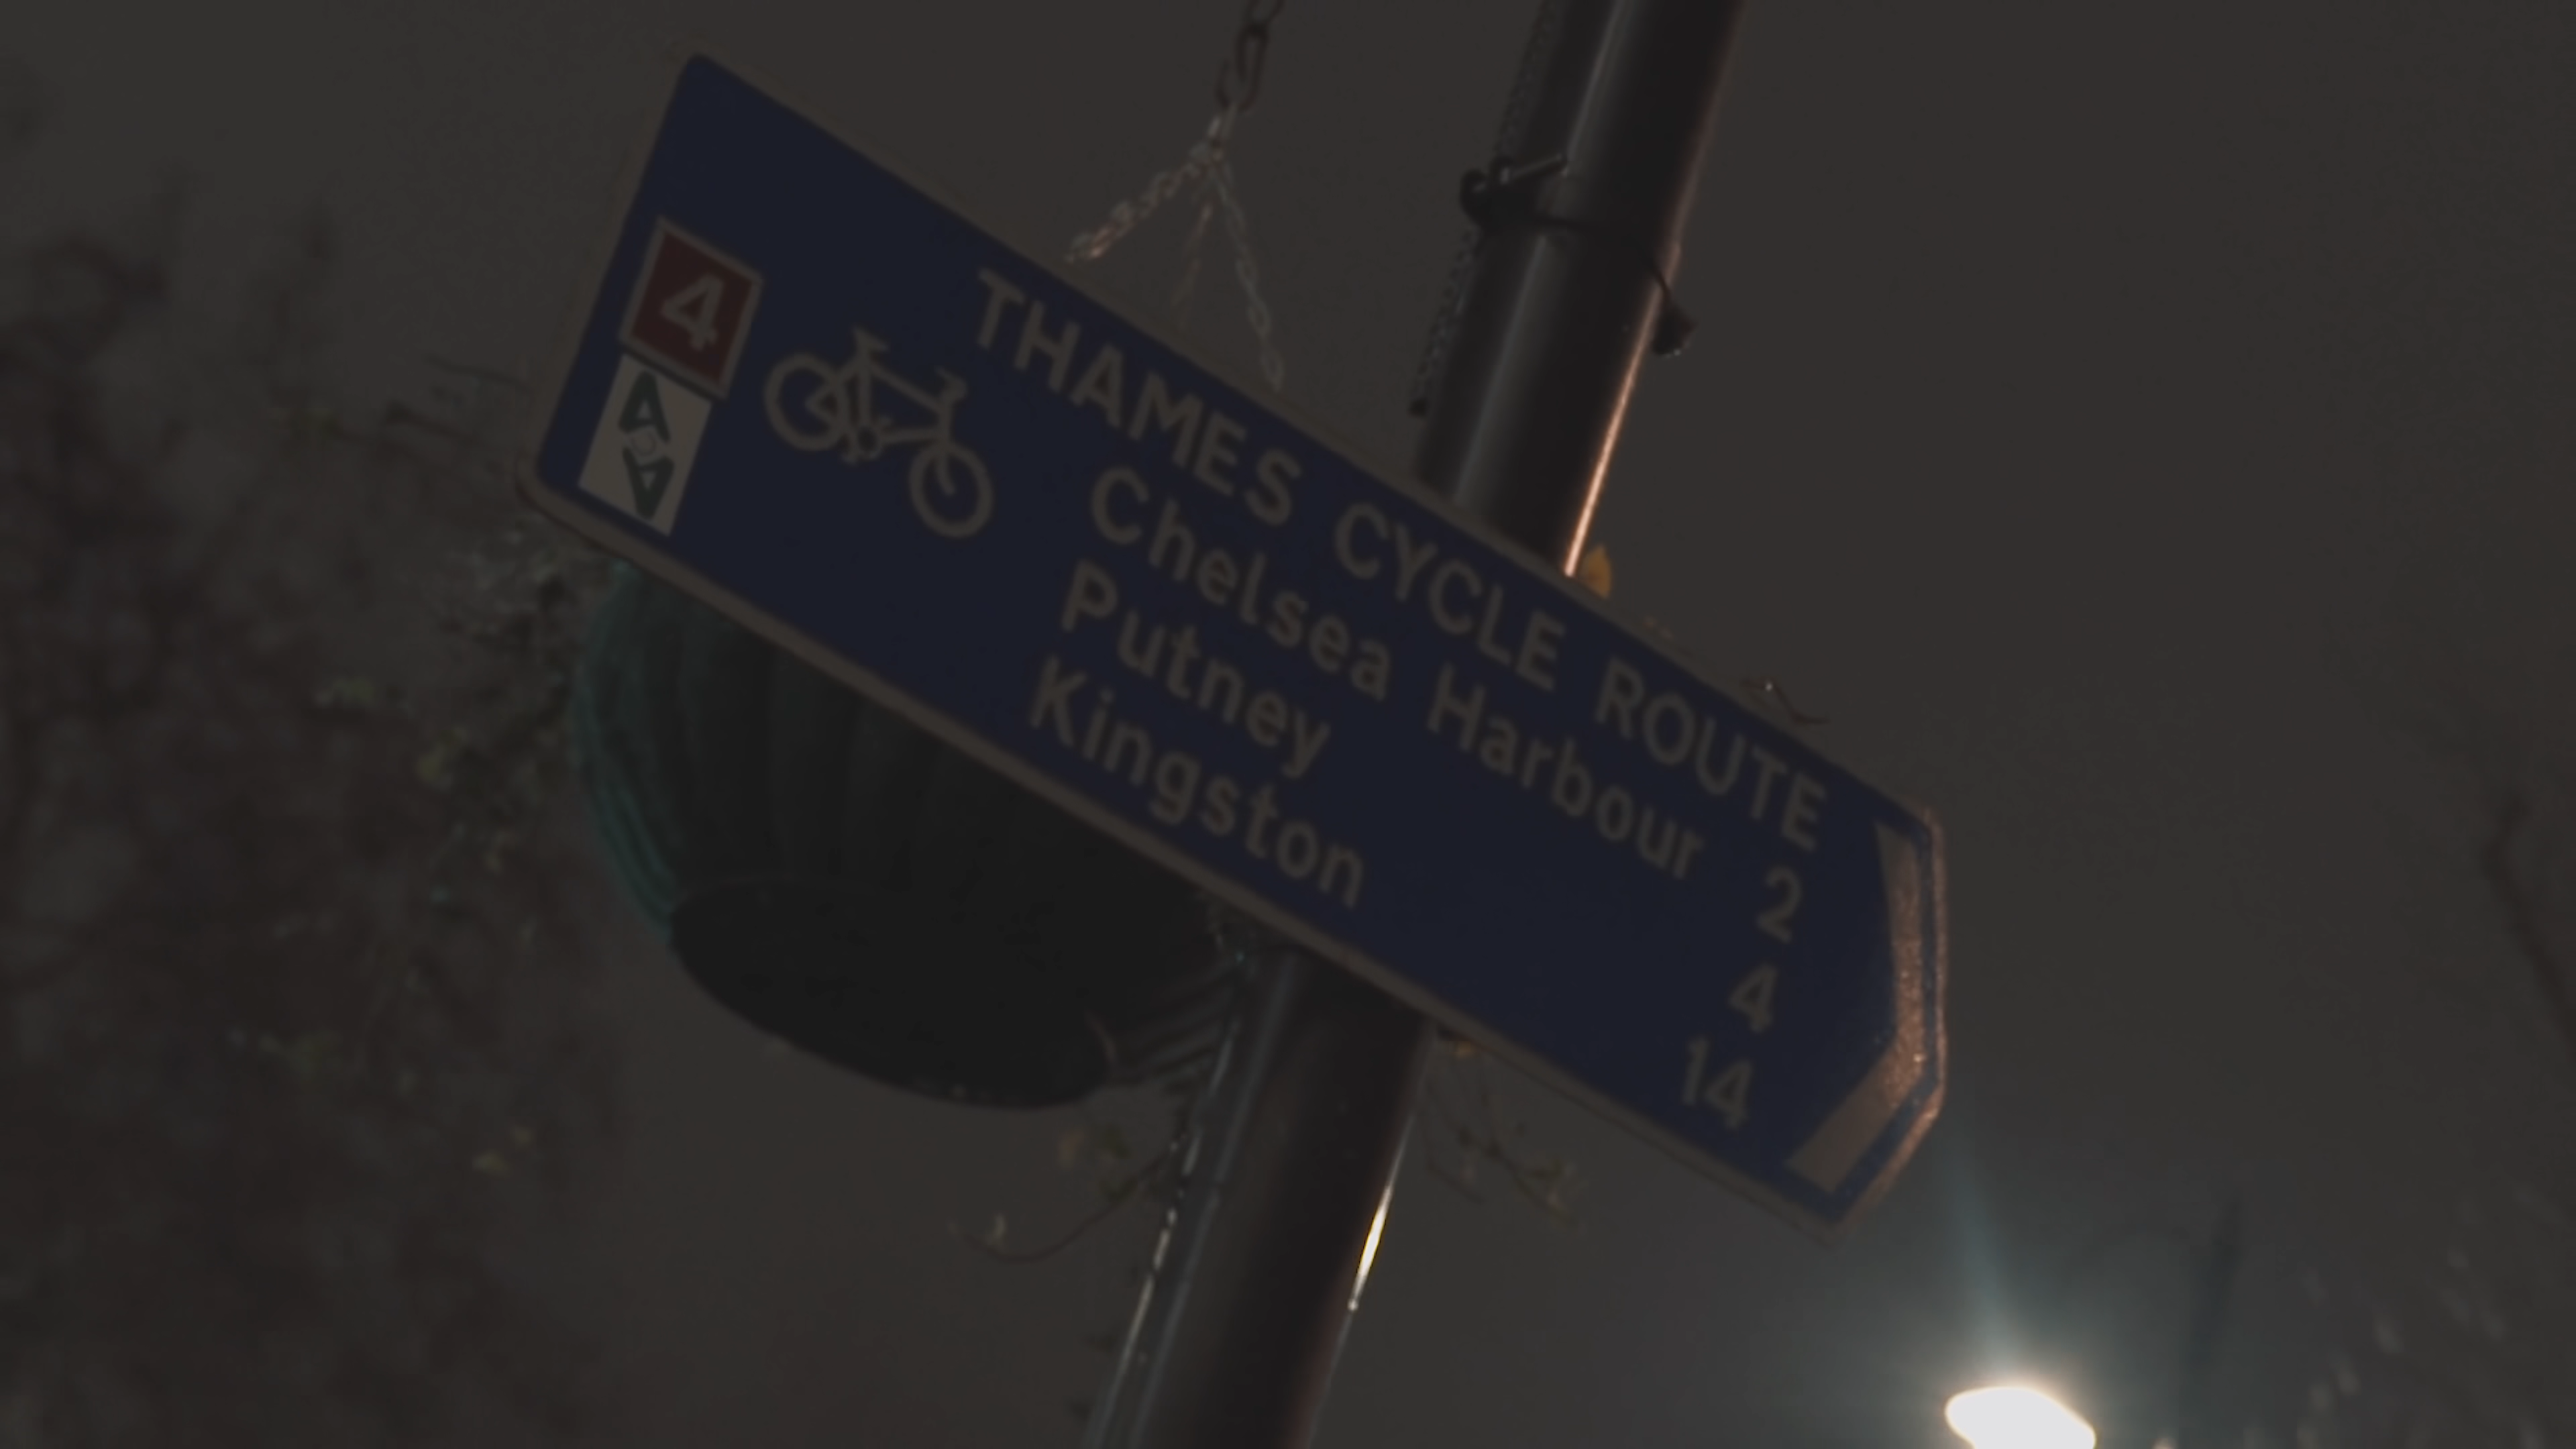 THAMES CYCLE ROUTE
4
Chelsea Harbour 2
Putney 4
Kingston 14